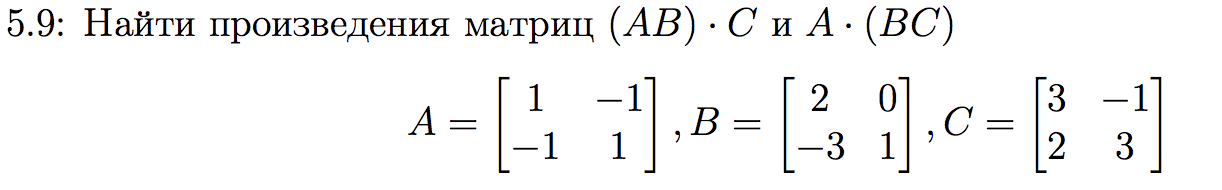 5.9: Найти произведения матриц (AB) · C и A · (BC)
A = [1 −1; −1 1], B = [2 0; −3 1], C = [3 −1; 2 3]